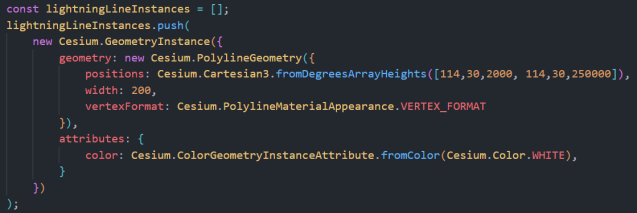 const lightningLineInstances = [];
lightningLineInstances.push(
new Cesium.GeometryInstance({
geometry: new Cesium.PolylineGeometry({
positions: Cesium.Cartesian3.fromDegreesArrayHeights([114,30,2000, 114,30,250000]),
width: 200,
vertexFormat: Cesium.PolylineMaterialAppearance.VERTEX_FORMAT
}),
attributes: {
color: Cesium.ColorGeometryInstanceAttribute.fromColor(Cesium.Color.WHITE),
}
})
);